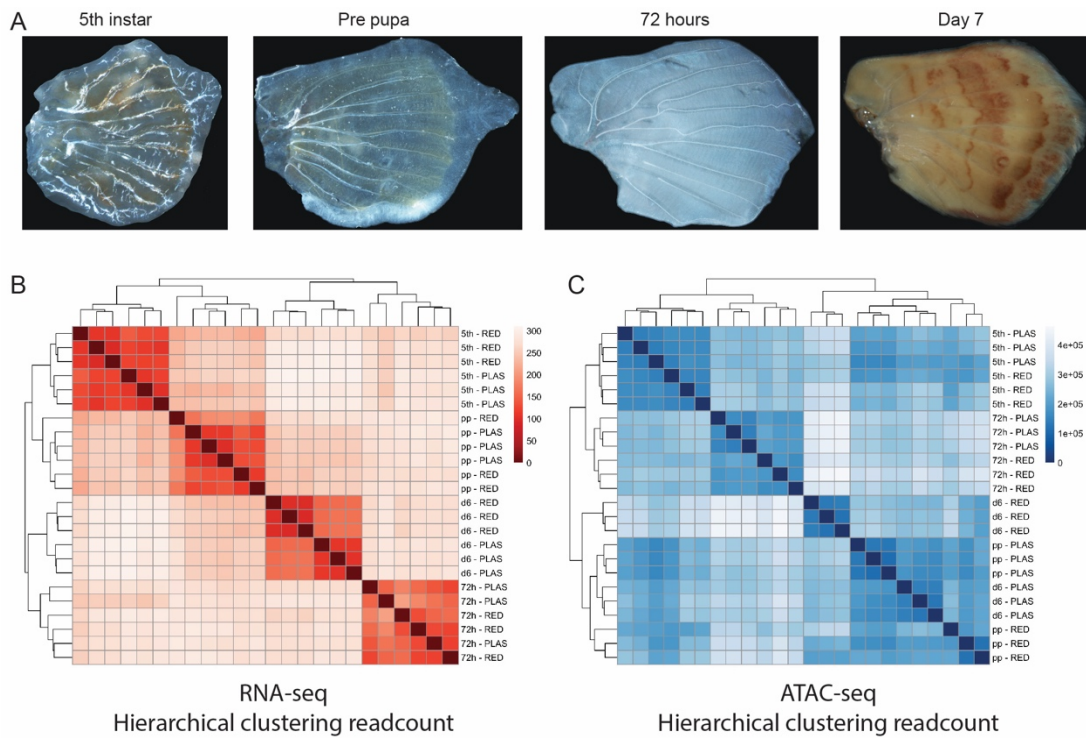 A
5th instar
Pre pupa
72 hours
Day 7
B
300
250
200
150
100
50
0
5th - RED
5th - RED
5th - RED
5th - PLAS
5th - PLAS
5th - PLAS
pp - RED
pp - PLAS
pp - PLAS
pp - PLAS
pp - RED
pp - RED
d6 - RED
d6 - RED
d6 - RED
d6 - PLAS
d6 - PLAS
d6 - PLAS
72h - PLAS
72h - PLAS
72h - RED
72h - RED
72h - PLAS
72h - RED
RNA-seq
Hierarchical clustering readcount
C
4e+05
3e+05
2e+05
1e+05
0
5th - PLAS
5th - PLAS
5th - PLAS
5th - RED
5th - RED
5th - RED
72h - PLAS
72h - PLAS
72h - PLAS
72h - RED
72h - RED
72h - RED
d6 - RED
d6 - RED
d6 - RED
pp - PLAS
pp - PLAS
pp - PLAS
d6 - PLAS
d6 - PLAS
d6 - PLAS
pp - RED
pp - RED
pp - RED
ATAC-seq
Hierarchical clustering readcount